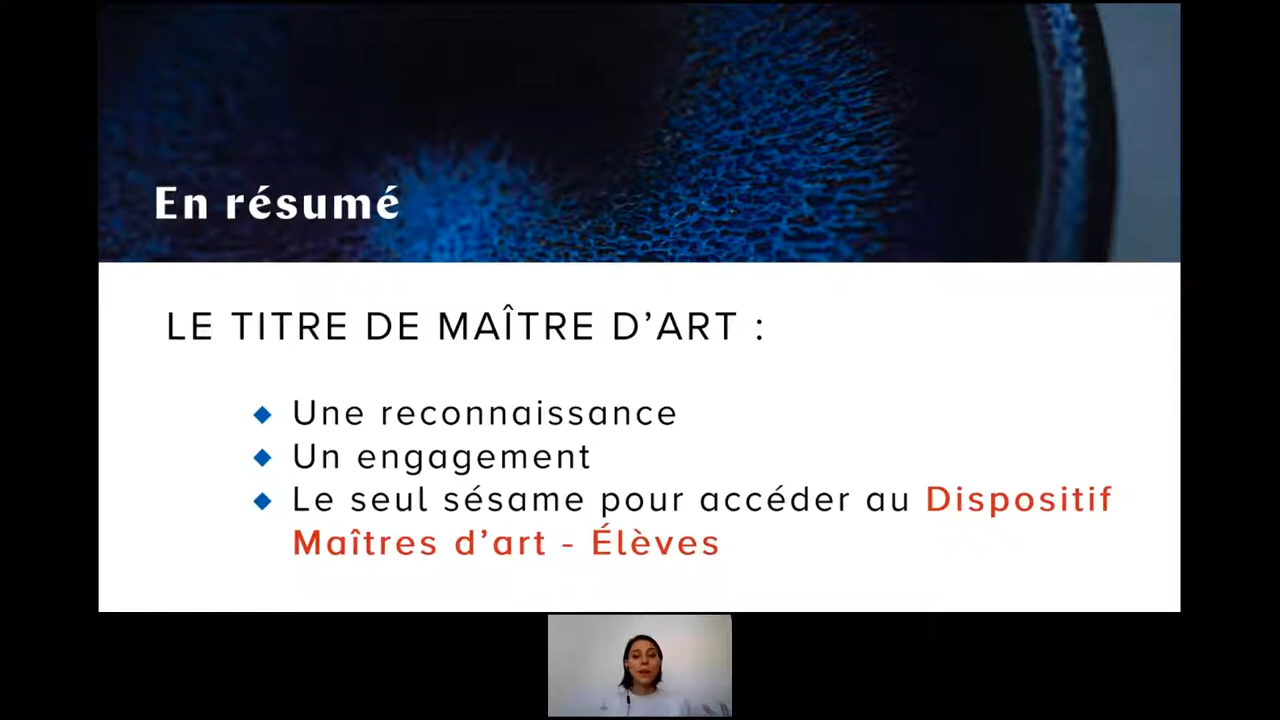 En résumé
LE TITRE DE MAÎTRE D’ART :
Une reconnaissance
Un engagement
Le seul sésame pour accéder au Dispositif
Maîtres d’art - Élèves